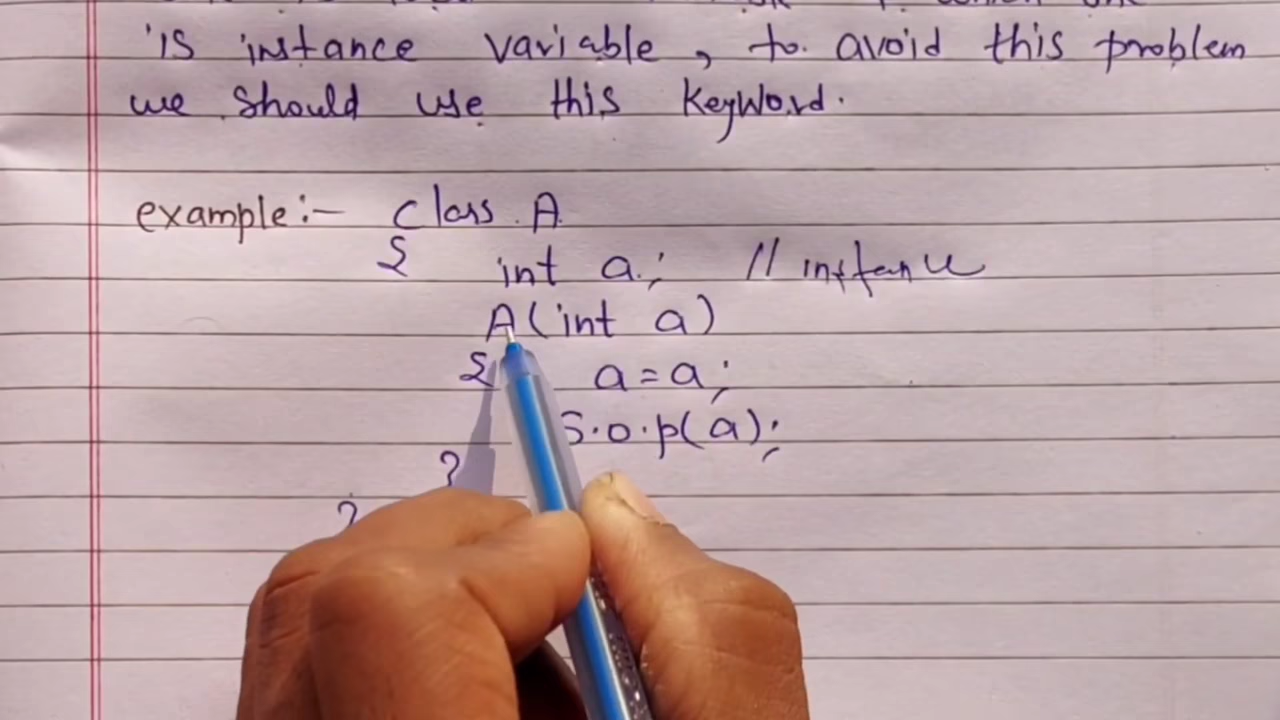 is instance variable, to avoid this problem
we should use this keyword.
example:- class A
{ int a; // instance
A(int a)
{ a=a;
S.o.p(a);
}
}